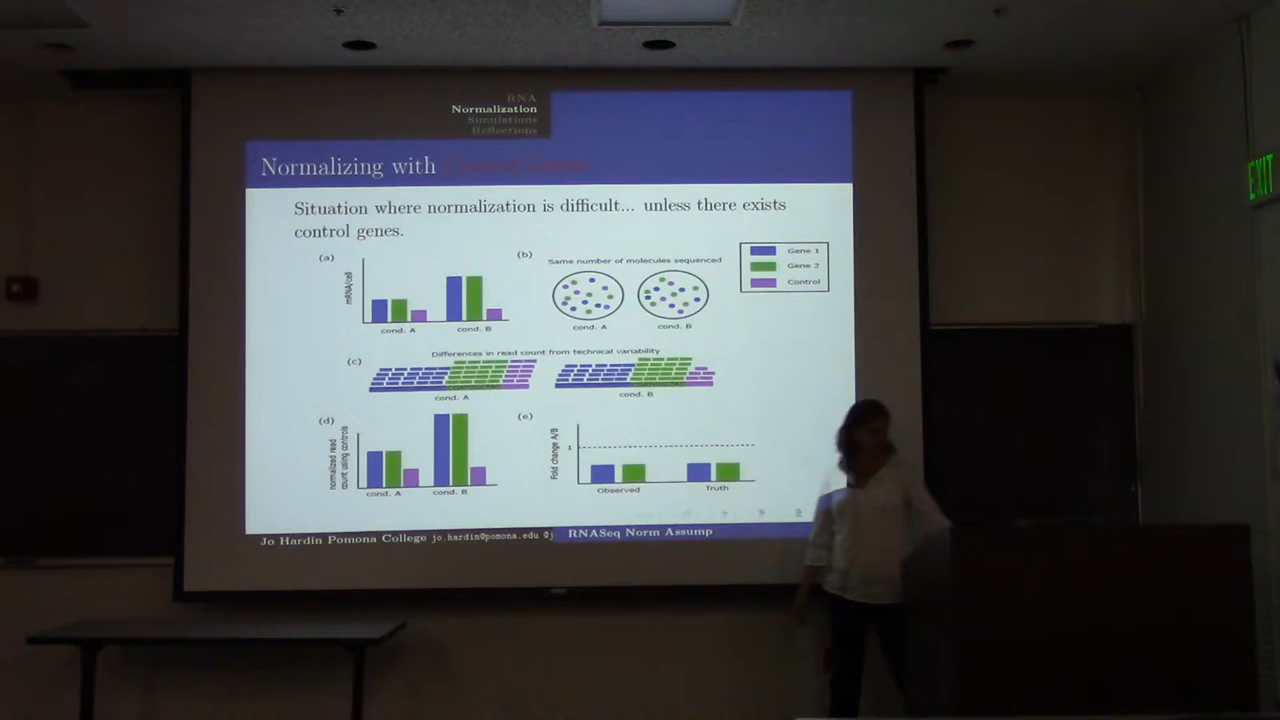 RNA
Normalization
Simulations
Reflections
Normalizing with Control Genes
Situation where normalization is difficult... unless there exists
control genes.
(a)
mRNA/cell
cond. A
cond. B
(b)
Same number of molecules sequenced
cond. A
cond. B
Gene 1
Gene 2
Control
(c)
Differences in read count from technical variability
cond. A
cond. B
(d)
normalized read
count using controls
cond. A
cond. B
(e)
Fold change A/B
1
Observed
Truth
Jo Hardin Pomona College jo.hardin@pomona.edu @j
RNASeq Norm Assump
EXIT